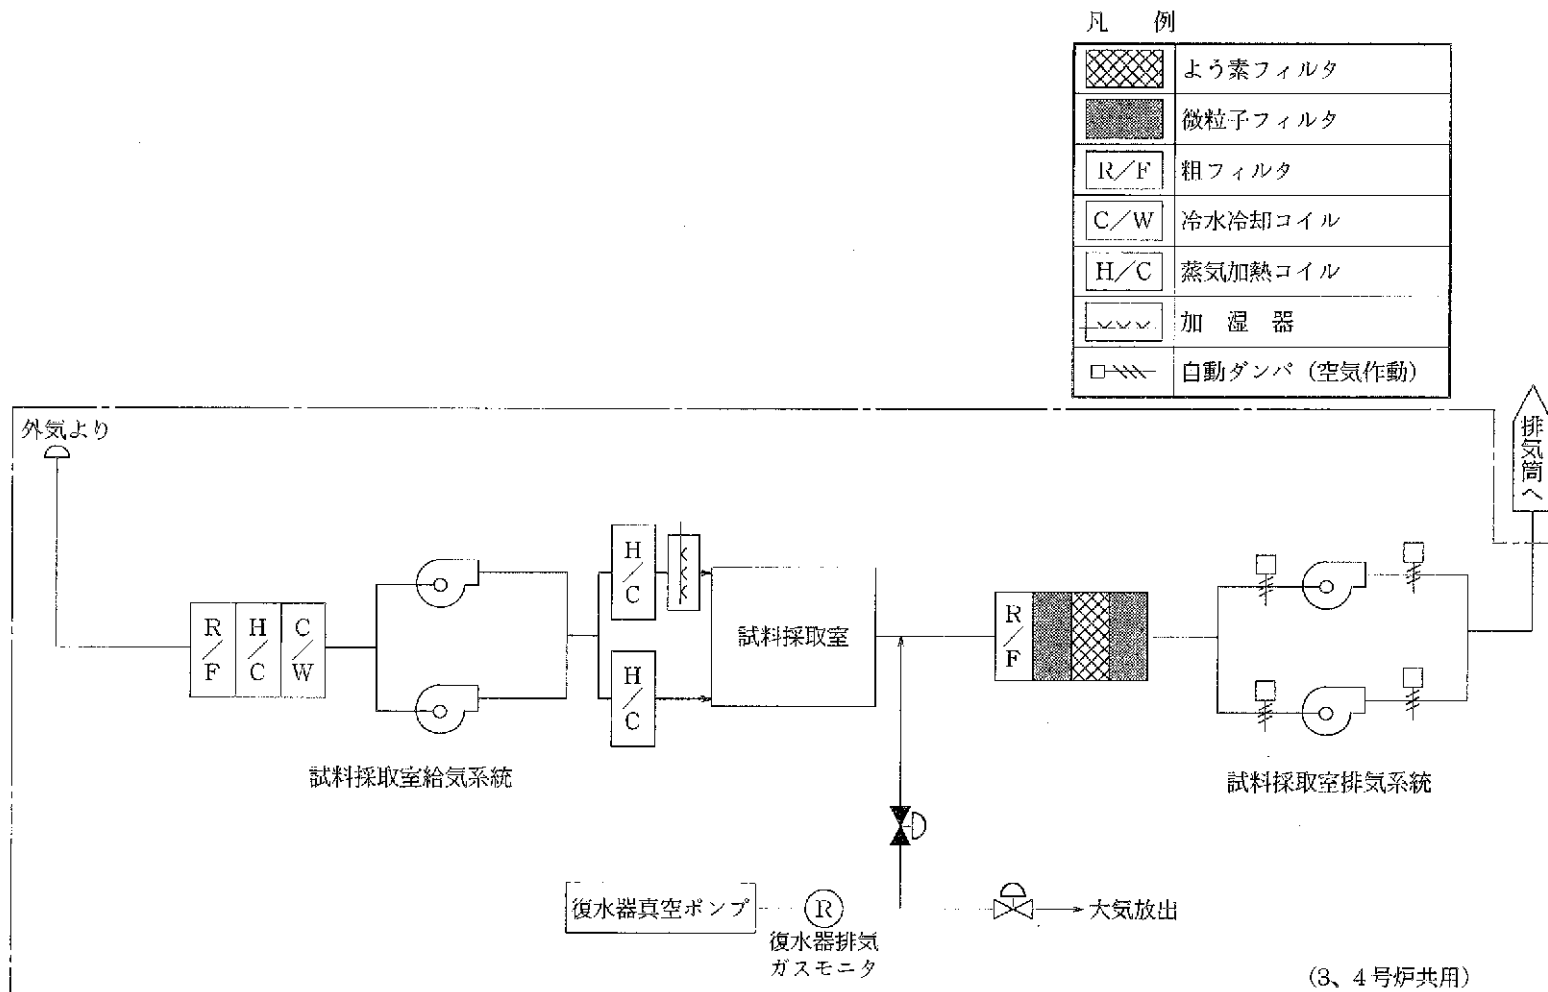 凡 例
よう素フィルタ
微粒子フィルタ
R/F 粗フィルタ
C/W 冷水冷却コイル
H/C 蒸気加熱コイル
加 湿 器
自動ダンパ（空気作動）
外気より
排気筒へ
R/F
H/C
C/W
H/C
H/C
試料採取室
R/F
試料採取室給気系統
試料採取室排気系統
復水器真空ポンプ
R
復水器排気
ガスモニタ
大気放出
(3、4号炉共用)